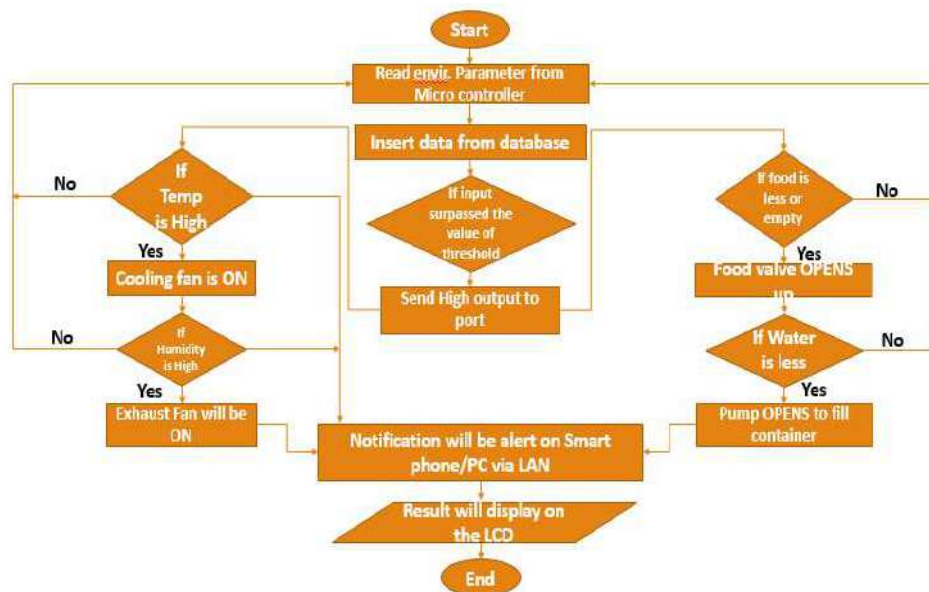 Start
Read envir. Parameter from
Micro controller
Insert data from database
If input
surpassed the
value of
threshold
Send High output to
port
If
Temp
is High
No
Yes
Cooling fan is ON
If
Humidity
is High
No
Yes
Exhaust Fan will be
ON
If food is
less or
empty
No
Yes
Food valve OPENS
up
If Water
is less
No
Yes
Pump OPENS to fill
container
Notification will be alert on Smart
phone/PC via LAN
Result will display on
the LCD
End